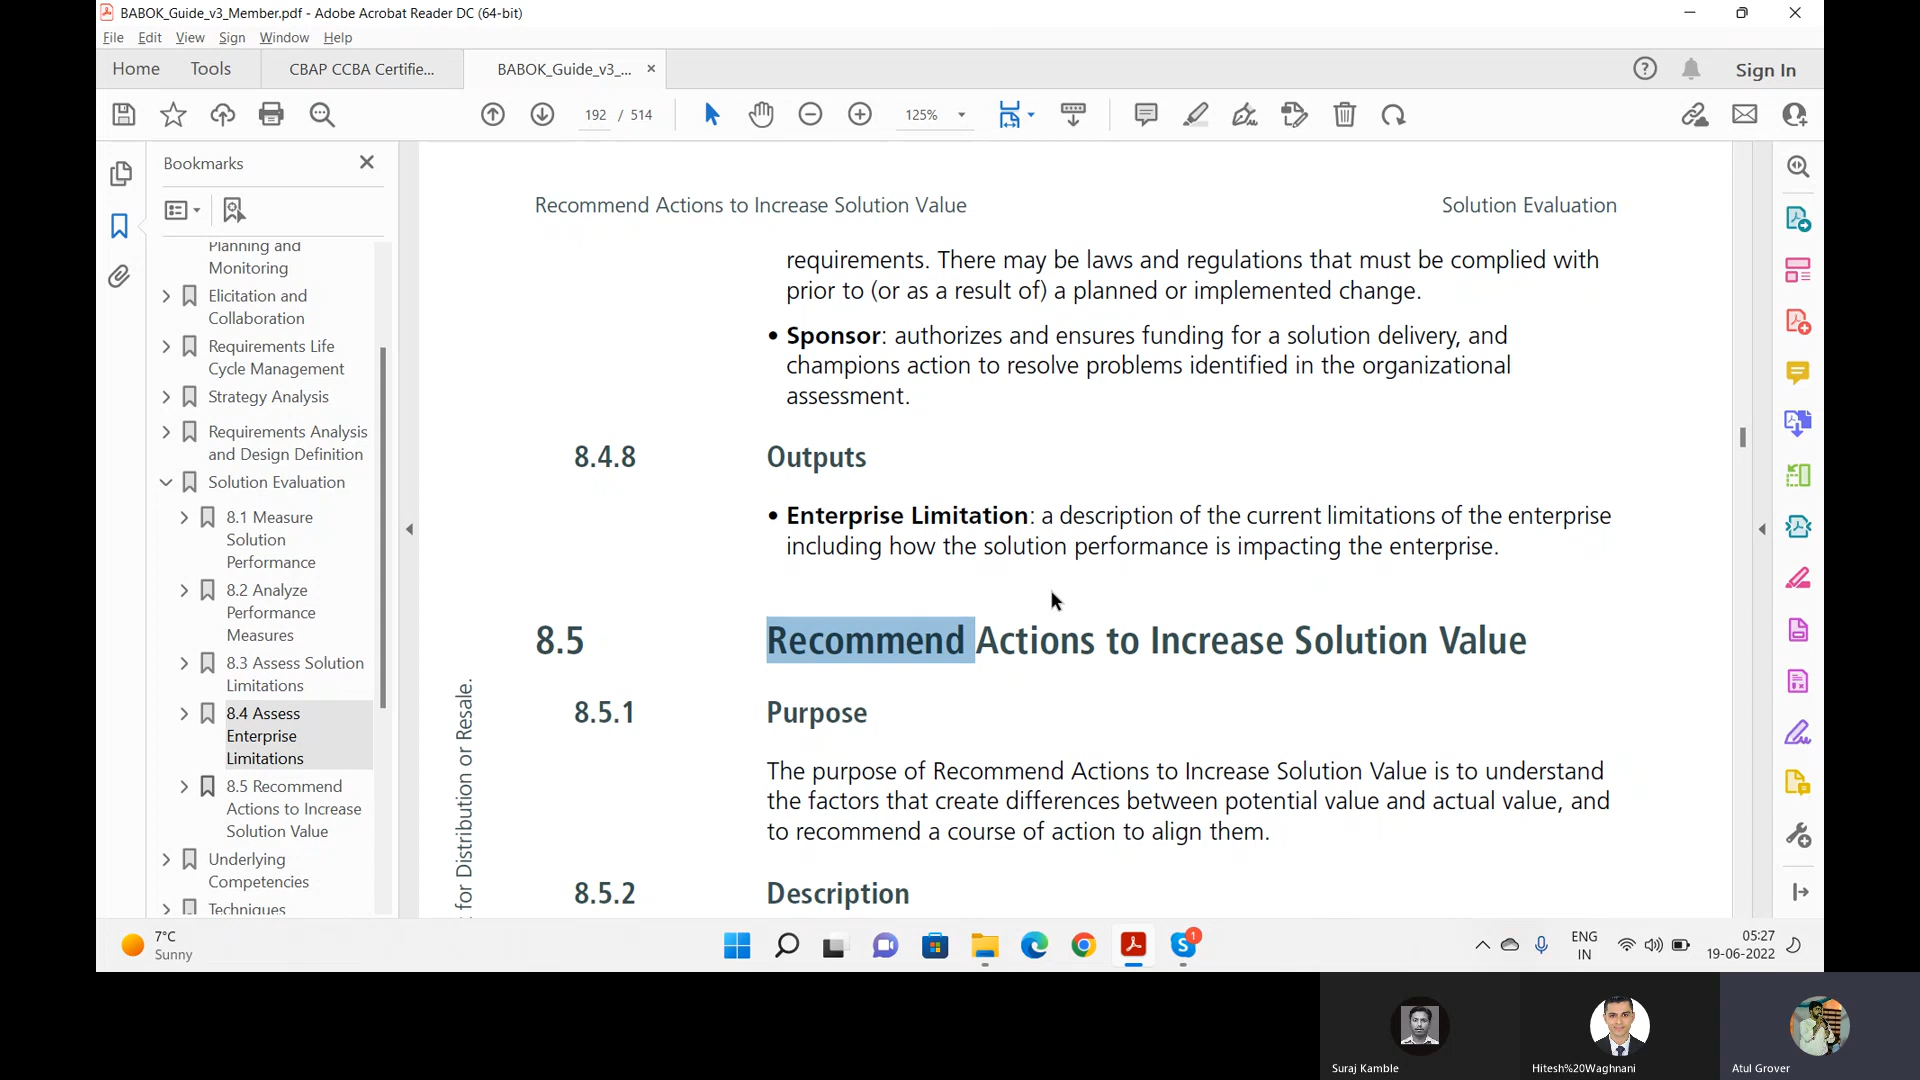 BABOK_Guide_v3_Member.pdf - Adobe Acrobat Reader DC (64-bit)
File Edit View Sign Window Help
Home Tools CBAP CCBA Certifie... BABOK_Guide_v3_... Sign In
192 / 514 125%
Bookmarks
Planning and
Monitoring
Elicitation and
Collaboration
Requirements Life
Cycle Management
Strategy Analysis
Requirements Analysis
and Design Definition
Solution Evaluation
8.1 Measure
Solution
Performance
8.2 Analyze
Performance
Measures
8.3 Assess Solution
Limitations
8.4 Assess
Enterprise
Limitations
8.5 Recommend
Actions to Increase
Solution Value
Underlying
Competencies
Techniques
Recommend Actions to Increase Solution Value Solution Evaluation
requirements. There may be laws and regulations that must be complied with
prior to (or as a result of) a planned or implemented change.
• Sponsor: authorizes and ensures funding for a solution delivery, and
champions action to resolve problems identified in the organizational
assessment.
8.4.8 Outputs
• Enterprise Limitation: a description of the current limitations of the enterprise
including how the solution performance is impacting the enterprise.
8.5 Recommend Actions to Increase Solution Value
8.5.1 Purpose
The purpose of Recommend Actions to Increase Solution Value is to understand
the factors that create differences between potential value and actual value, and
to recommend a course of action to align them.
8.5.2 Description
for Distribution or Resale.
7°C
Sunny
1
ENG
IN
05:27
19-06-2022
Suraj Kamble
Hitesh%20Waghnani
Atul Grover